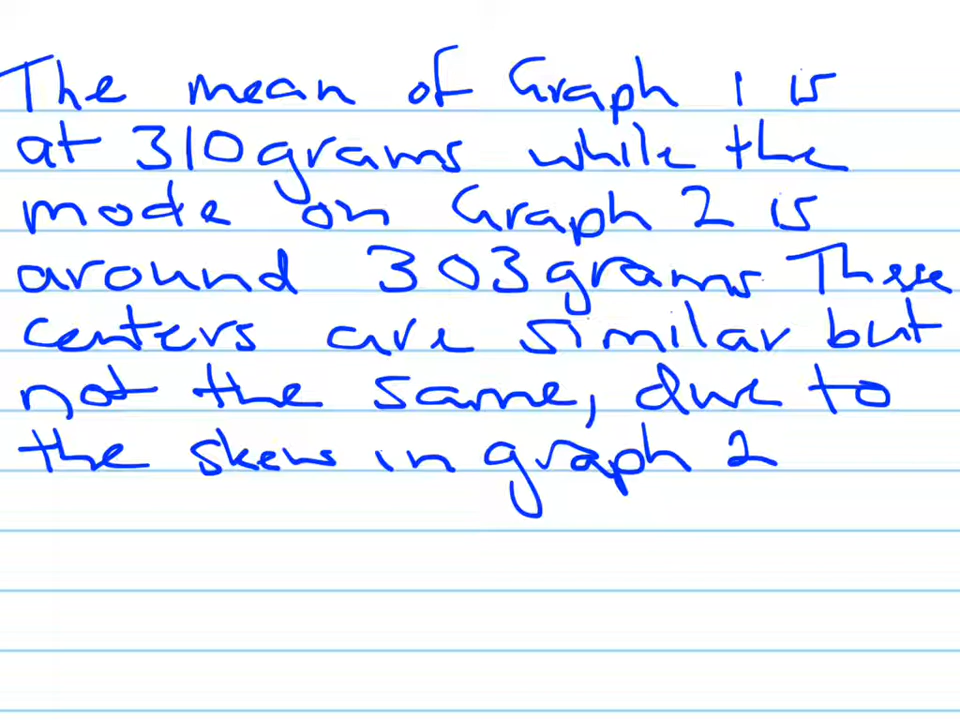 The mean of Graph 1 is
at 310 grams while the
mode on Graph 2 is
around 303 grams. These
centers are similar but
not the same, due to
the skew in graph 2